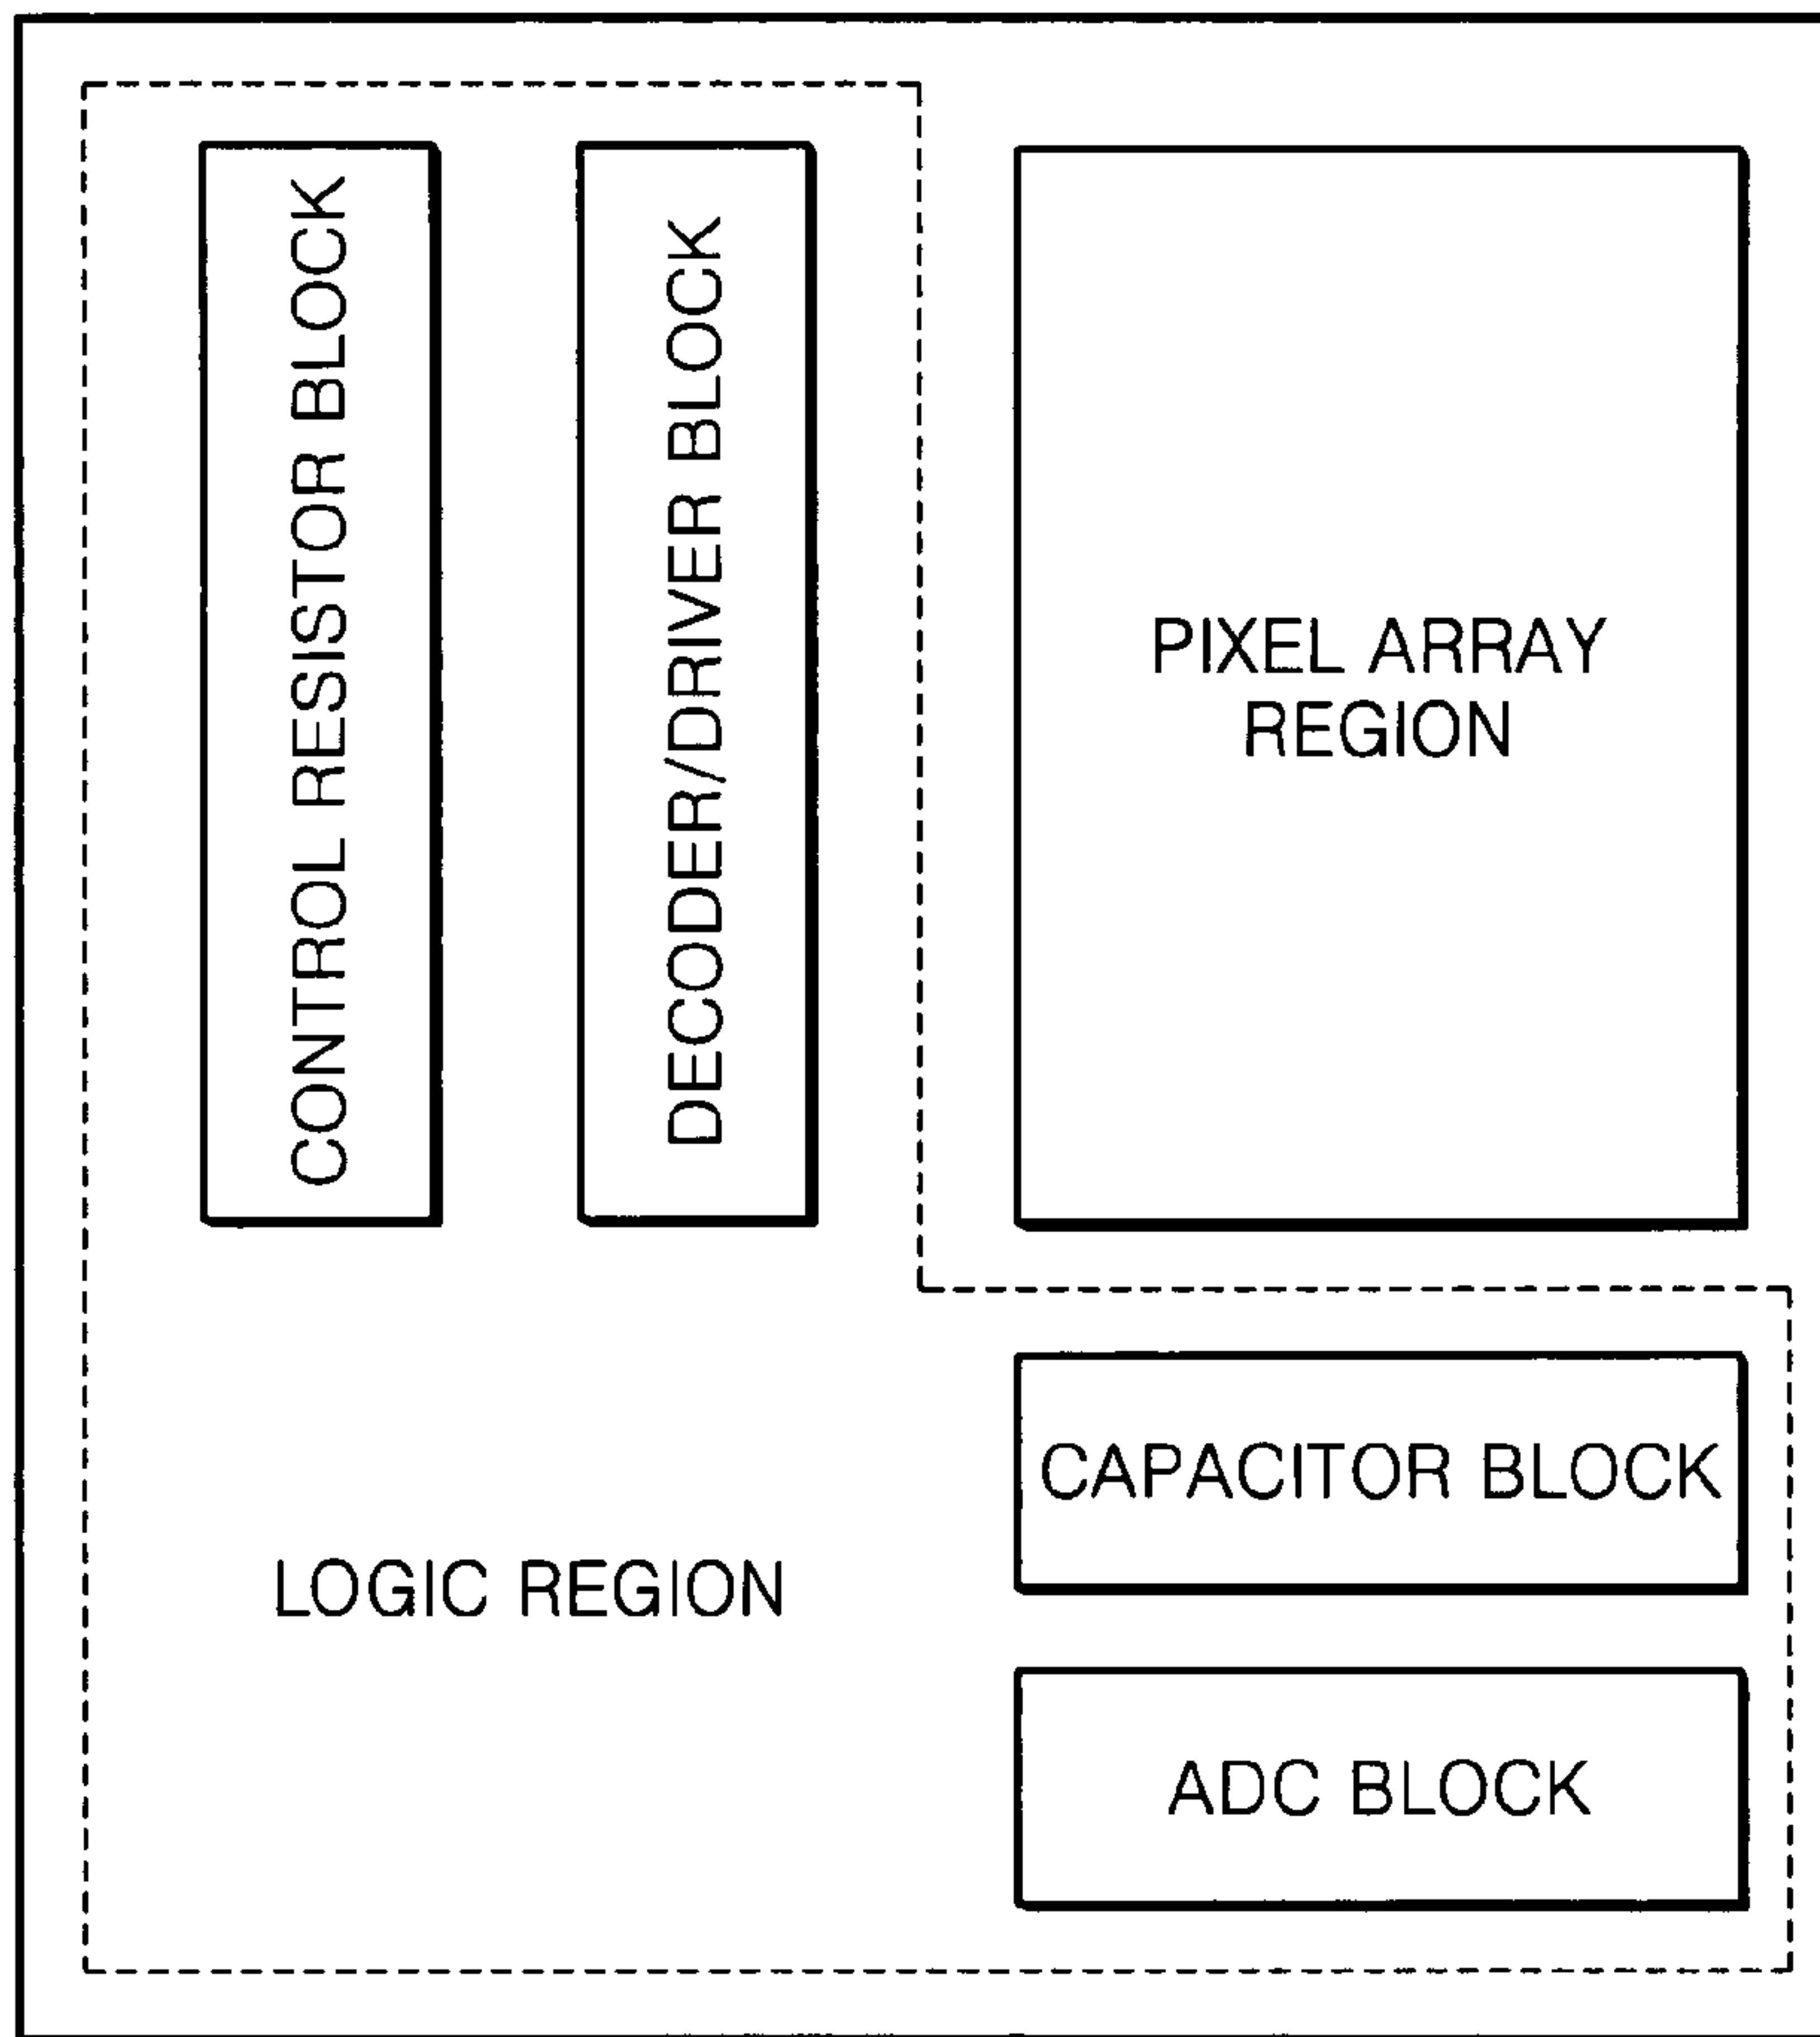 CONTROL RESISTOR BLOCK
DECODER/DRIVER BLOCK
PIXEL ARRAY
REGION
CAPACITOR BLOCK
LOGIC REGION
ADC BLOCK